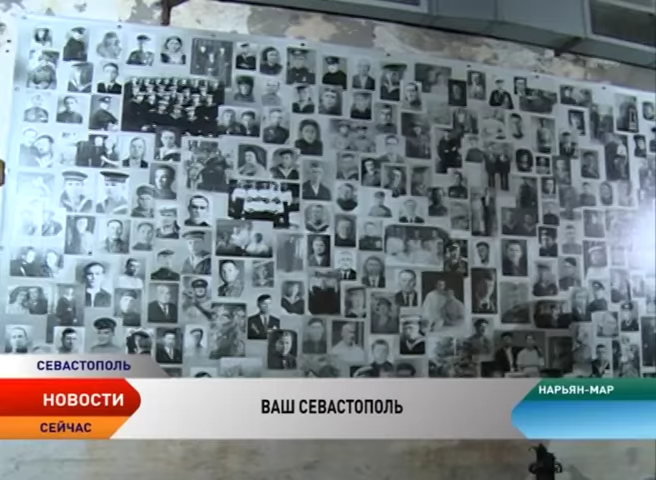 СЕВАСТОПОЛЬ
НОВОСТИ
СЕЙЧАС
ВАШ СЕВАСТОПОЛЬ
НАРЬЯН-МАР